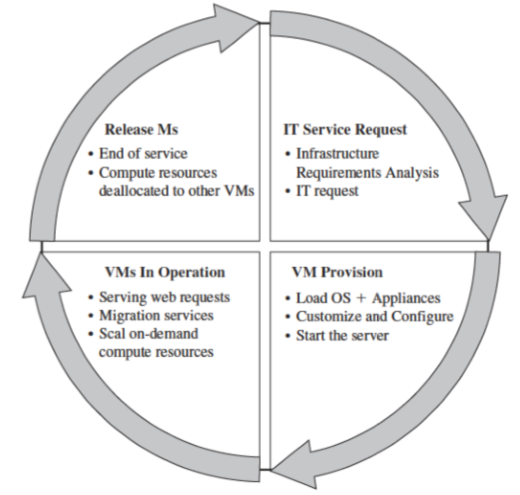 Release Ms
• End of service
• Compute resources
deallocated to other VMs
IT Service Request
• Infrastructure
Requirements Analysis
• IT request
VMs In Operation
• Serving web requests
• Migration services
• Scal on-demand
compute resources
VM Provision
• Load OS + Appliances
• Customize and Configure
• Start the server